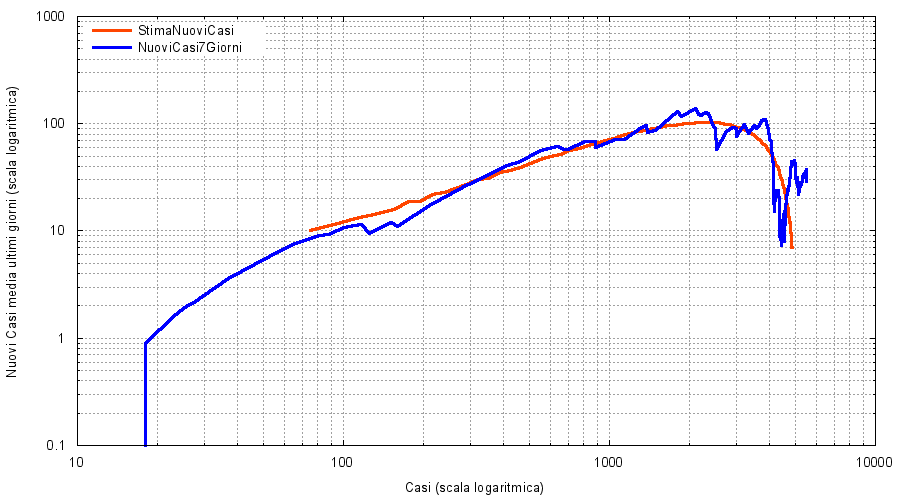 1000
StimaNuoviCasi
NuoviCasi7Giorni
100
10
1
0.1
Nuovi Casi media ultimi giorni (scala logaritmica)
10 100 1000 10000
Casi (scala logaritmica)